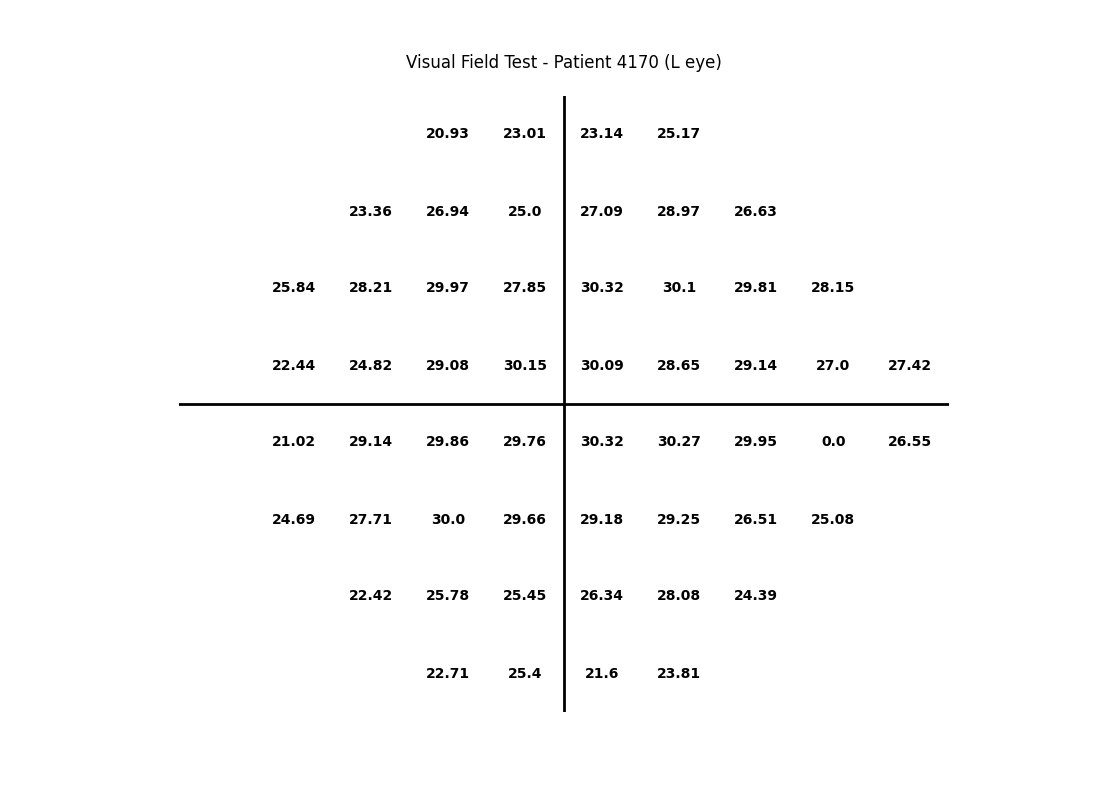 Visual Field Test - Patient 4170 (L eye)
20.93 23.01 23.14 25.17
23.36 26.94 25.0 27.09 28.97 26.63
25.84 28.21 29.97 27.85 30.32 30.1 29.81 28.15
22.44 24.82 29.08 30.15 30.09 28.65 29.14 27.0 27.42
21.02 29.14 29.86 29.76 30.32 30.27 29.95 0.0 26.55
24.69 27.71 30.0 29.66 29.18 29.25 26.51 25.08
22.42 25.78 25.45 26.34 28.08 24.39
22.71 25.4 21.6 23.81